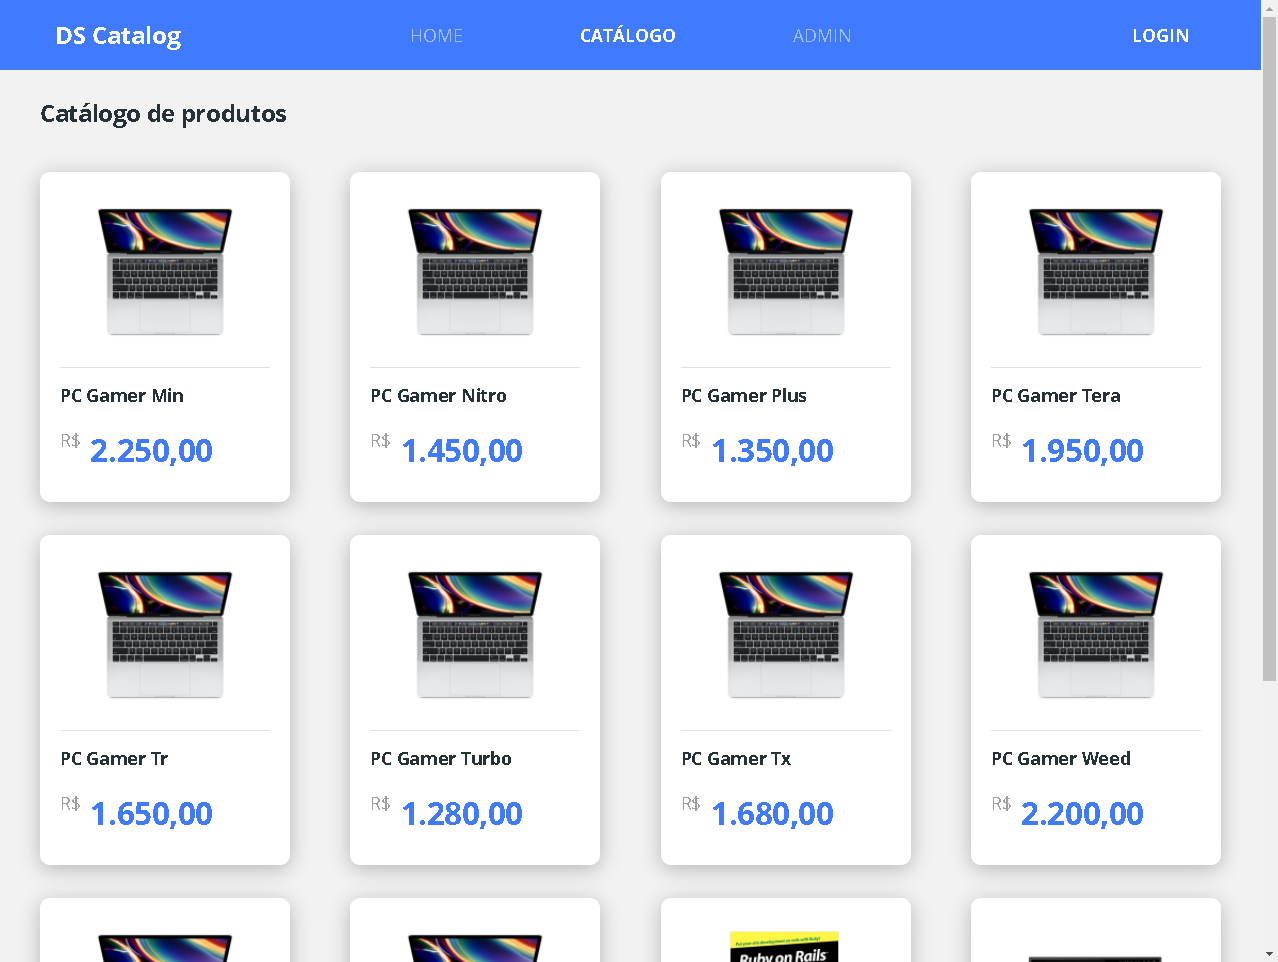 DS Catalog HOME CATÁLOGO ADMIN LOGIN
Catálogo de produtos
PC Gamer Min
R$ 2.250,00
PC Gamer Nitro
R$ 1.450,00
PC Gamer Plus
R$ 1.350,00
PC Gamer Tera
R$ 1.950,00
PC Gamer Tr
R$ 1.650,00
PC Gamer Turbo
R$ 1.280,00
PC Gamer Tx
R$ 1.680,00
PC Gamer Weed
R$ 2.200,00
Ruby on Rails